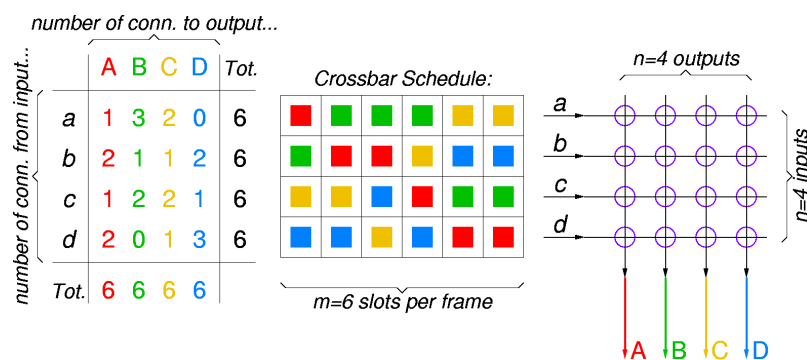 number of conn. to output...
number of conn. from input...
A B C D Tot.
a 1 3 2 0 6
b 2 1 1 2 6
c 1 2 2 1 6
d 2 0 1 3 6
Tot. 6 6 6 6
Crossbar Schedule:
m=6 slots per frame
n=4 outputs
a
b
c
d
n=4 inputs
A B C D